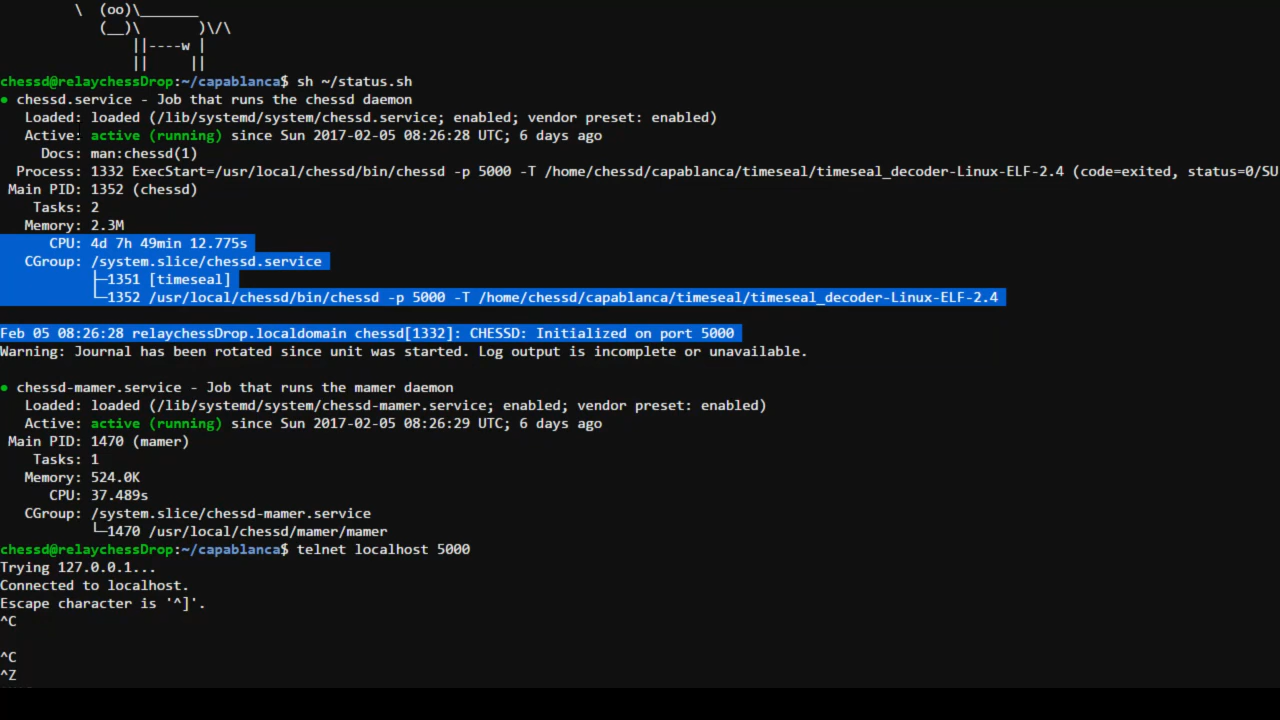 \  (oo)\_______
(__)\       )\/\
||----w |
||     ||
chessd@relaychessDrop:~/capablanca$ sh ~/status.sh
● chessd.service - Job that runs the chessd daemon
Loaded: loaded (/lib/systemd/system/chessd.service; enabled; vendor preset: enabled)
Active: active (running) since Sun 2017-02-05 08:26:28 UTC; 6 days ago
Docs: man:chessd(1)
Process: 1332 ExecStart=/usr/local/chessd/bin/chessd -p 5000 -T /home/chessd/capablanca/timeseal/timeseal_decoder-Linux-ELF-2.4 (code=exited, status=0/SU
Main PID: 1352 (chessd)
Tasks: 2
Memory: 2.3M
CPU: 4d 7h 49min 12.775s
CGroup: /system.slice/chessd.service
├─1351 [timeseal]
└─1352 /usr/local/chessd/bin/chessd -p 5000 -T /home/chessd/capablanca/timeseal/timeseal_decoder-Linux-ELF-2.4
Feb 05 08:26:28 relaychessDrop.localdomain chessd[1332]: CHESSD: Initialized on port 5000
Warning: Journal has been rotated since unit was started. Log output is incomplete or unavailable.
● chessd-mamer.service - Job that runs the mamer daemon
Loaded: loaded (/lib/systemd/system/chessd-mamer.service; enabled; vendor preset: enabled)
Active: active (running) since Sun 2017-02-05 08:26:29 UTC; 6 days ago
Main PID: 1470 (mamer)
Tasks: 1
Memory: 524.0K
CPU: 37.489s
CGroup: /system.slice/chessd-mamer.service
└─1470 /usr/local/chessd/mamer/mamer
chessd@relaychessDrop:~/capablanca$ telnet localhost 5000
Trying 127.0.0.1...
Connected to localhost.
Escape character is '^]'.
^C
^C
^Z